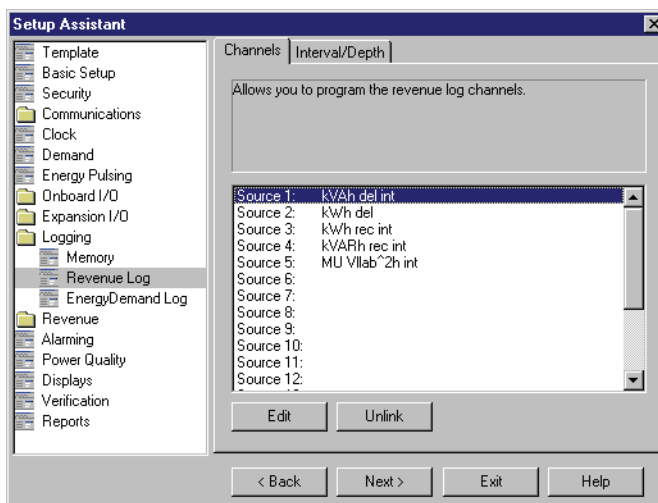 Setup Assistant
Template
Basic Setup
Security
Communications
Clock
Demand
Energy Pulsing
Onboard I/O
Expansion I/O
Logging
Memory
Revenue Log
EnergyDemand Log
Revenue
Alarming
Power Quality
Displays
Verification
Reports
Channels
Interval/Depth
Allows you to program the revenue log channels.
Source 1: kVAh del int
Source 2: kWh del
Source 3: kWh rec int
Source 4: kVARh rec int
Source 5: MU Vllab^2h int
Source 6:
Source 7:
Source 8:
Source 9:
Source 10:
Source 11:
Source 12:
Edit
Unlink
< Back
Next >
Exit
Help